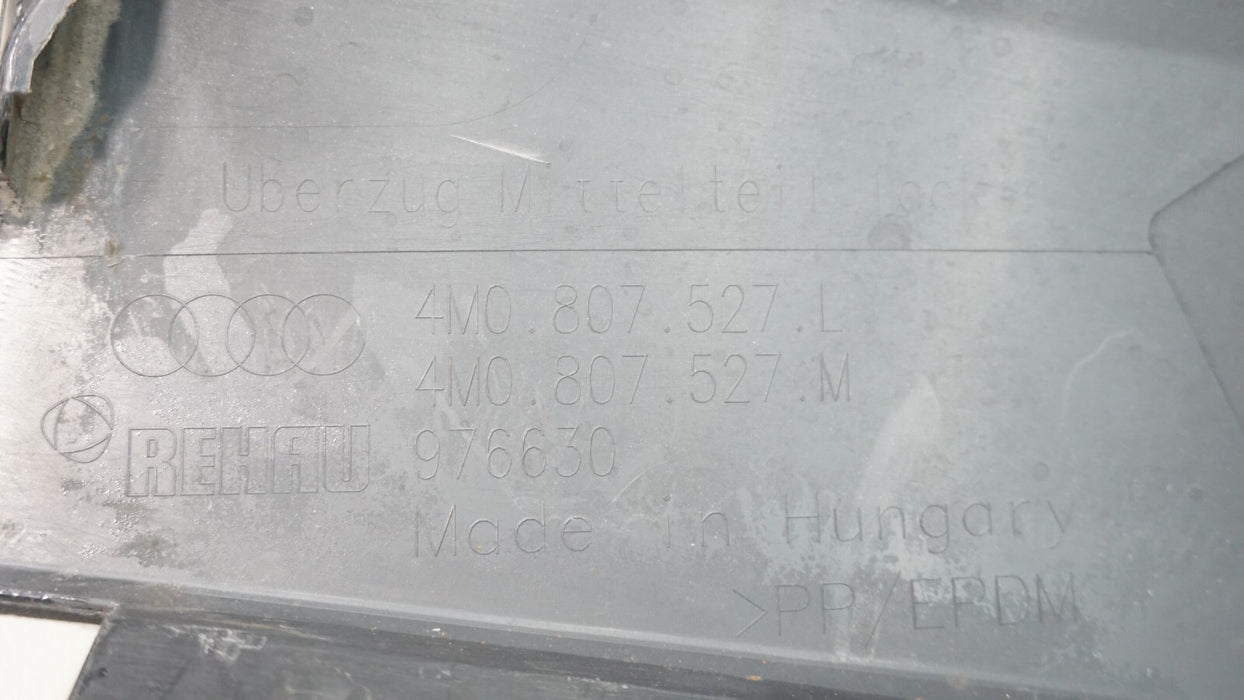 Überzug Mittelteil
4M0.807.527.L
4M0.807.527.M
REHAU 976630
Made in Hungary
>PP/EPDM